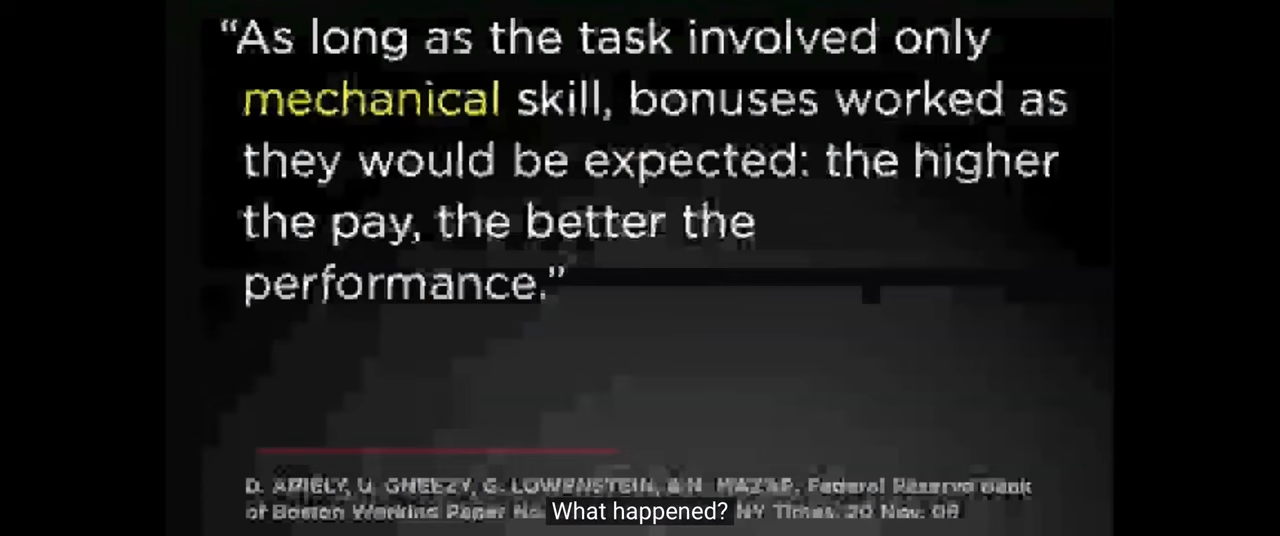 “As long as the task involved only
mechanical skill, bonuses worked as
they would be expected: the higher
the pay, the better the
performance.”
D. ARIELY, U. GNEEZY, G. LOWENSTEIN, & N. MAZAR, Federal Reserve Bank
of Boston Working Paper No. NY Times, 20 Nov. 08
What happened?